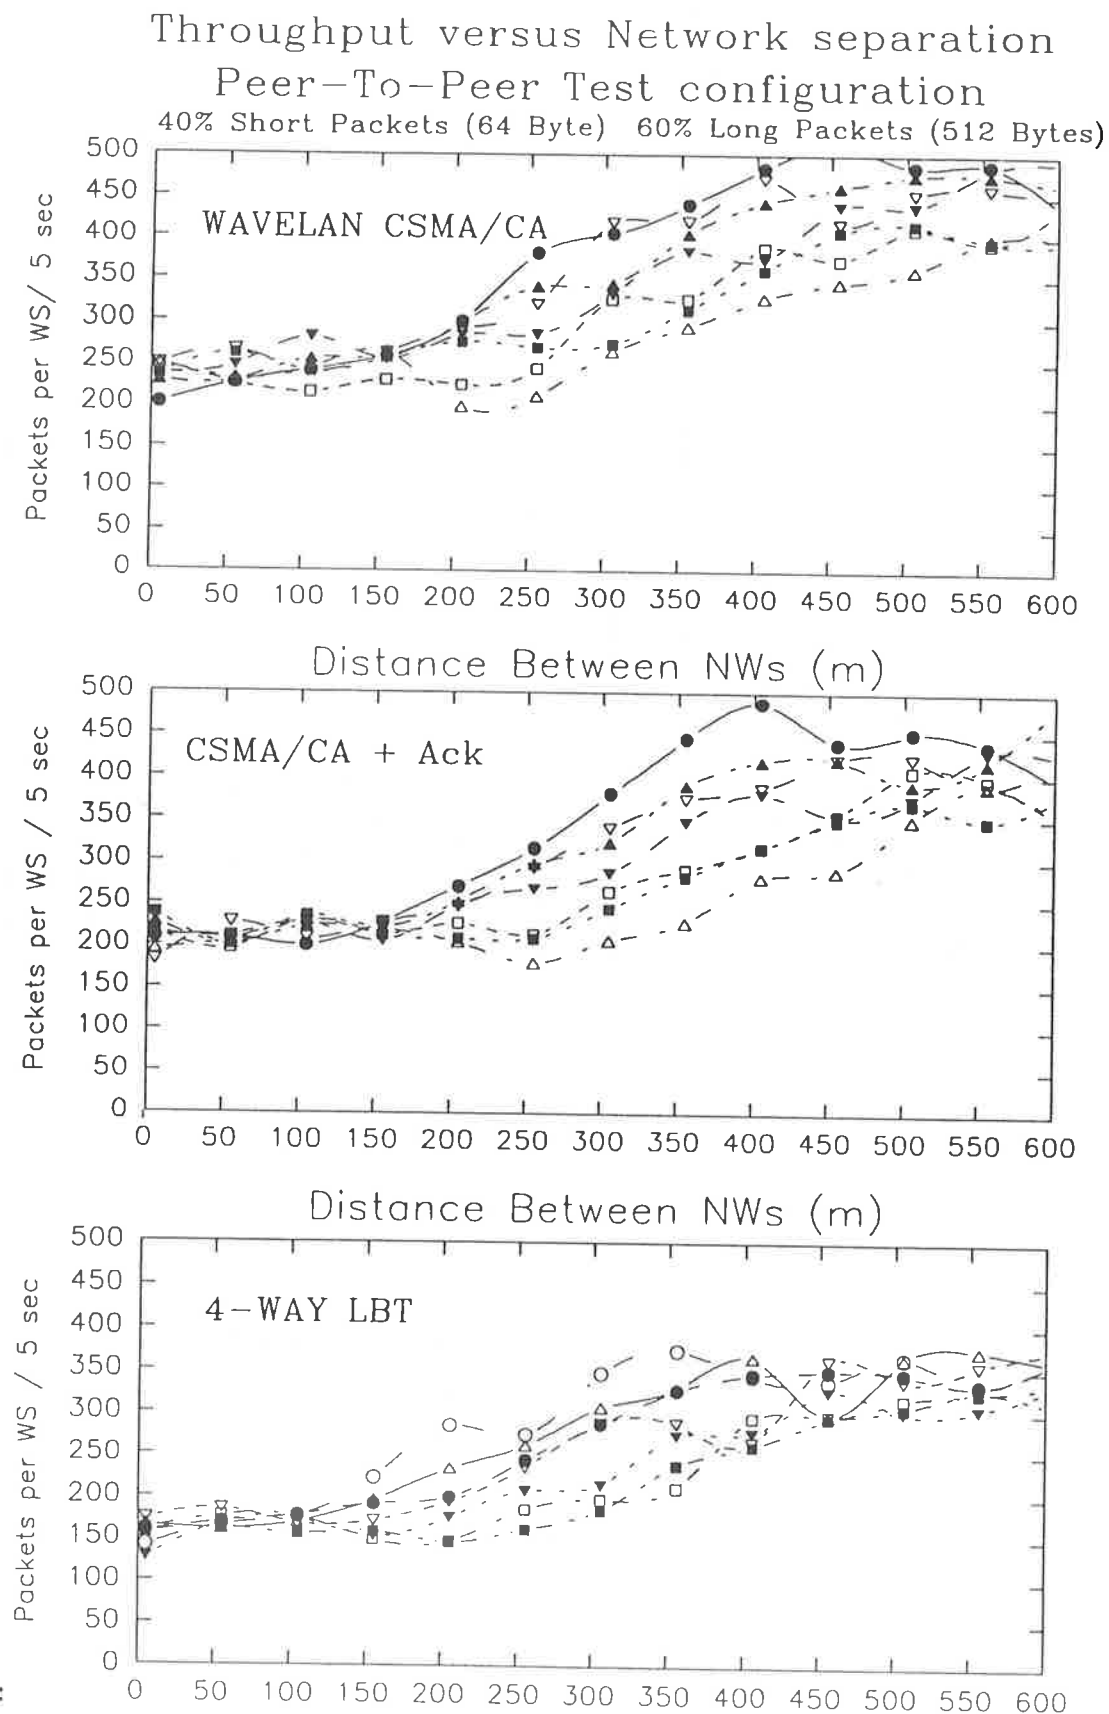 Throughput versus Network separation
Peer-To-Peer Test configuration
40% Short Packets (64 Byte) 60% Long Packets (512 Bytes)
500
450
400
350
300
250
200
150
100
50
0
Packets per WS/ 5 sec
WAVELAN CSMA/CA
0 50 100 150 200 250 300 350 400 450 500 550 600
Distance Between NWs (m)
500
450
400
350
300
250
200
150
100
50
0
Packets per WS / 5 sec
CSMA/CA + Ack
0 50 100 150 200 250 300 350 400 450 500 550 600
Distance Between NWs (m)
500
450
400
350
300
250
200
150
100
50
0
Packets per WS / 5 sec
4-WAY LBT
0 50 100 150 200 250 300 350 400 450 500 550 600